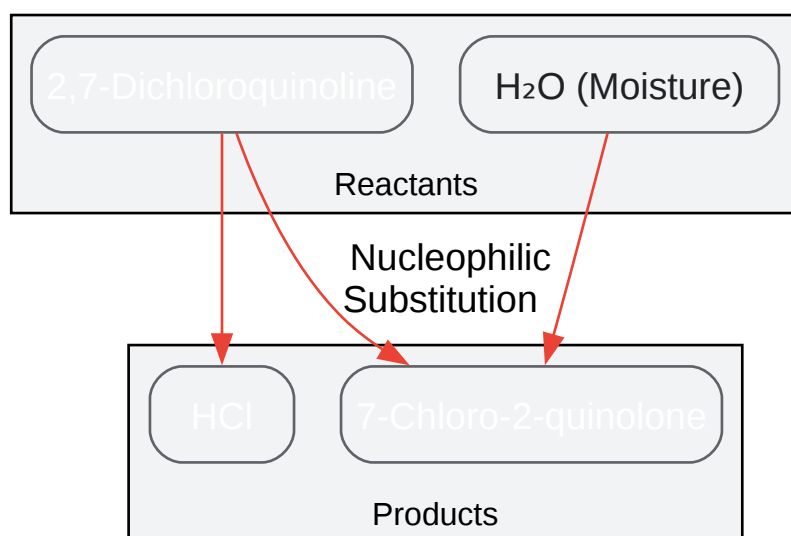 2,7-Dichloroquinoline
H₂O (Moisture)
Reactants
Nucleophilic
Substitution
HCl
7-Chloro-2-quinolone
Products